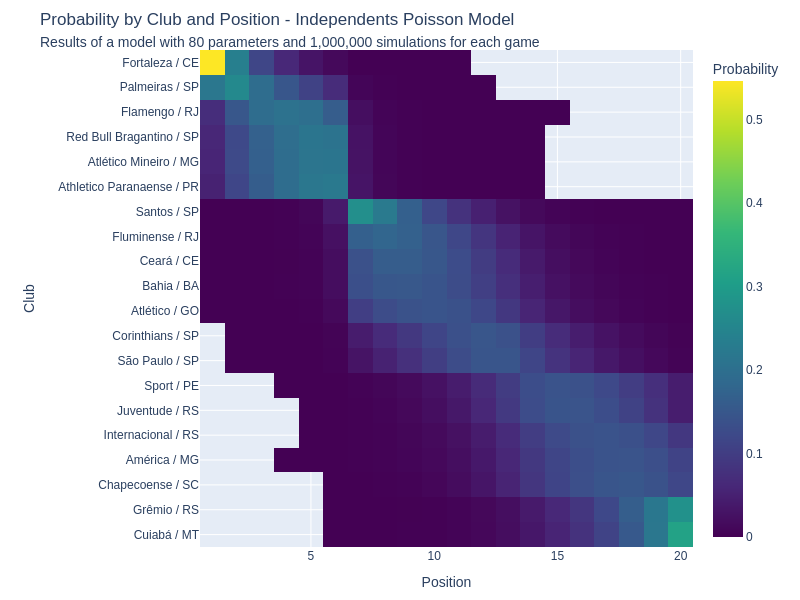 Probability by Club and Position - Independents Poisson Model
Results of a model with 80 parameters and 1,000,000 simulations for each game
Probability
Fortaleza / CE
Palmeiras / SP
Flamengo / RJ
Red Bull Bragantino / SP
Atlético Mineiro / MG
Athletico Paranaense / PR
Santos / SP
Fluminense / RJ
Ceará / CE
Bahia / BA
Atlético / GO
Corinthians / SP
São Paulo / SP
Sport / PE
Juventude / RS
Internacional / RS
América / MG
Chapecoense / SC
Grêmio / RS
Cuiabá / MT
Club
5
10
15
20
Position
0.5
0.4
0.3
0.2
0.1
0